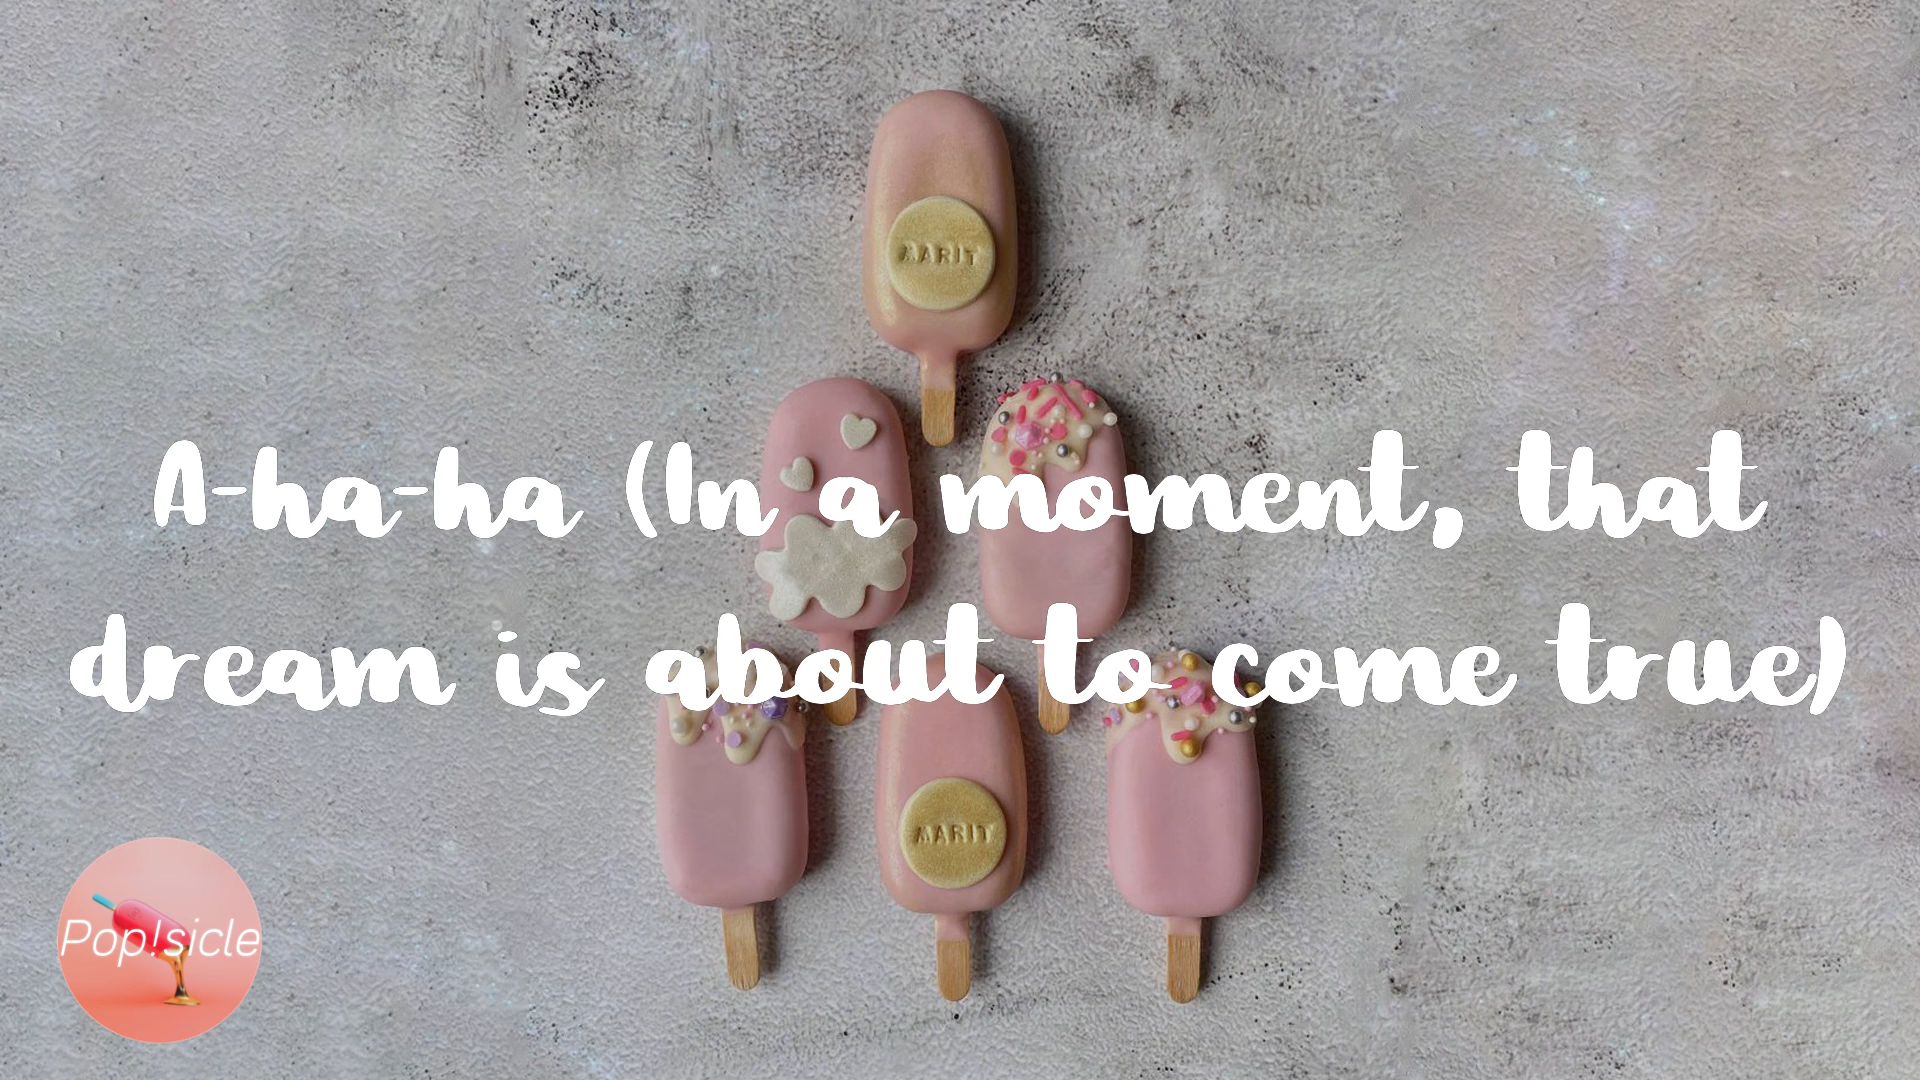 MARIT
A-ha-ha (In a moment, that
dream is about to come true)
MARIT
Pop!sicle